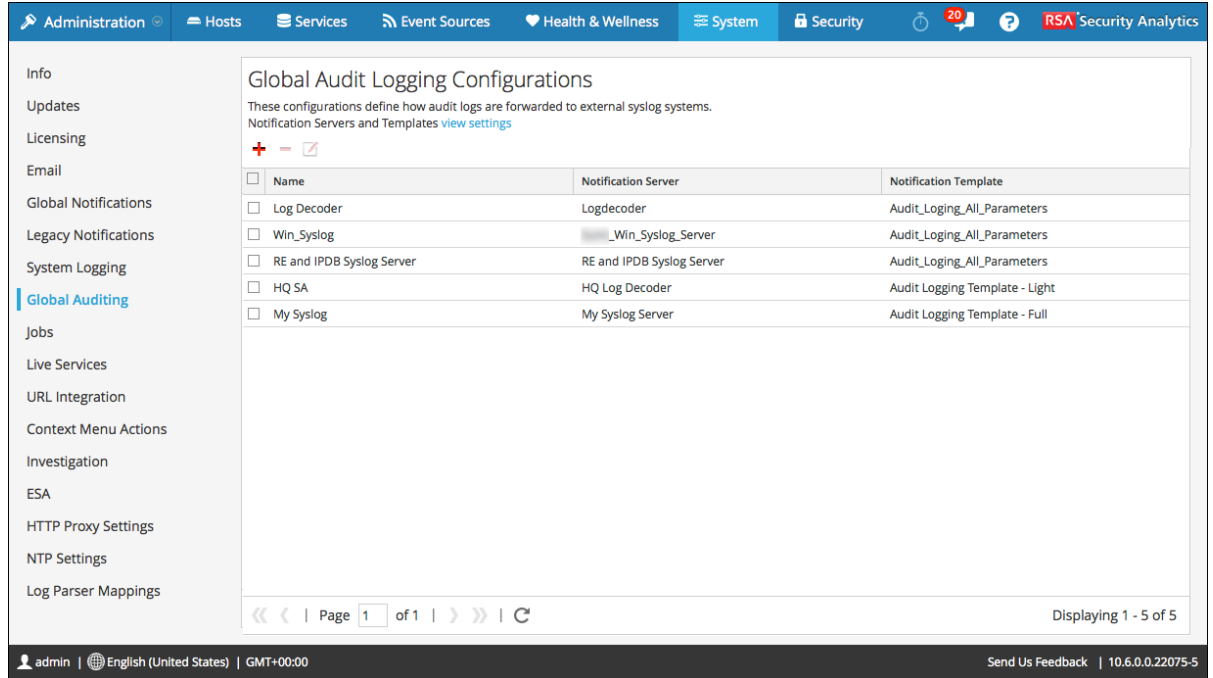 Administration Hosts Services Event Sources Health & Wellness System Security 20 ? RSA Security Analytics
Info
Updates
Licensing
Email
Global Notifications
Legacy Notifications
System Logging
Global Auditing
Jobs
Live Services
URL Integration
Context Menu Actions
Investigation
ESA
HTTP Proxy Settings
NTP Settings
Log Parser Mappings
Global Audit Logging Configurations
These configurations define how audit logs are forwarded to external syslog systems.
Notification Servers and Templates view settings
Name Notification Server Notification Template
Log Decoder Logdecoder Audit_Loging_All_Parameters
Win_Syslog _Win_Syslog_Server Audit_Loging_All_Parameters
RE and IPDB Syslog Server RE and IPDB Syslog Server Audit_Loging_All_Parameters
HQ SA HQ Log Decoder Audit Logging Template - Light
My Syslog My Syslog Server Audit Logging Template - Full
| Page 1 of 1 | | Displaying 1 - 5 of 5
admin | English (United States) | GMT+00:00 Send Us Feedback | 10.6.0.0.22075-5